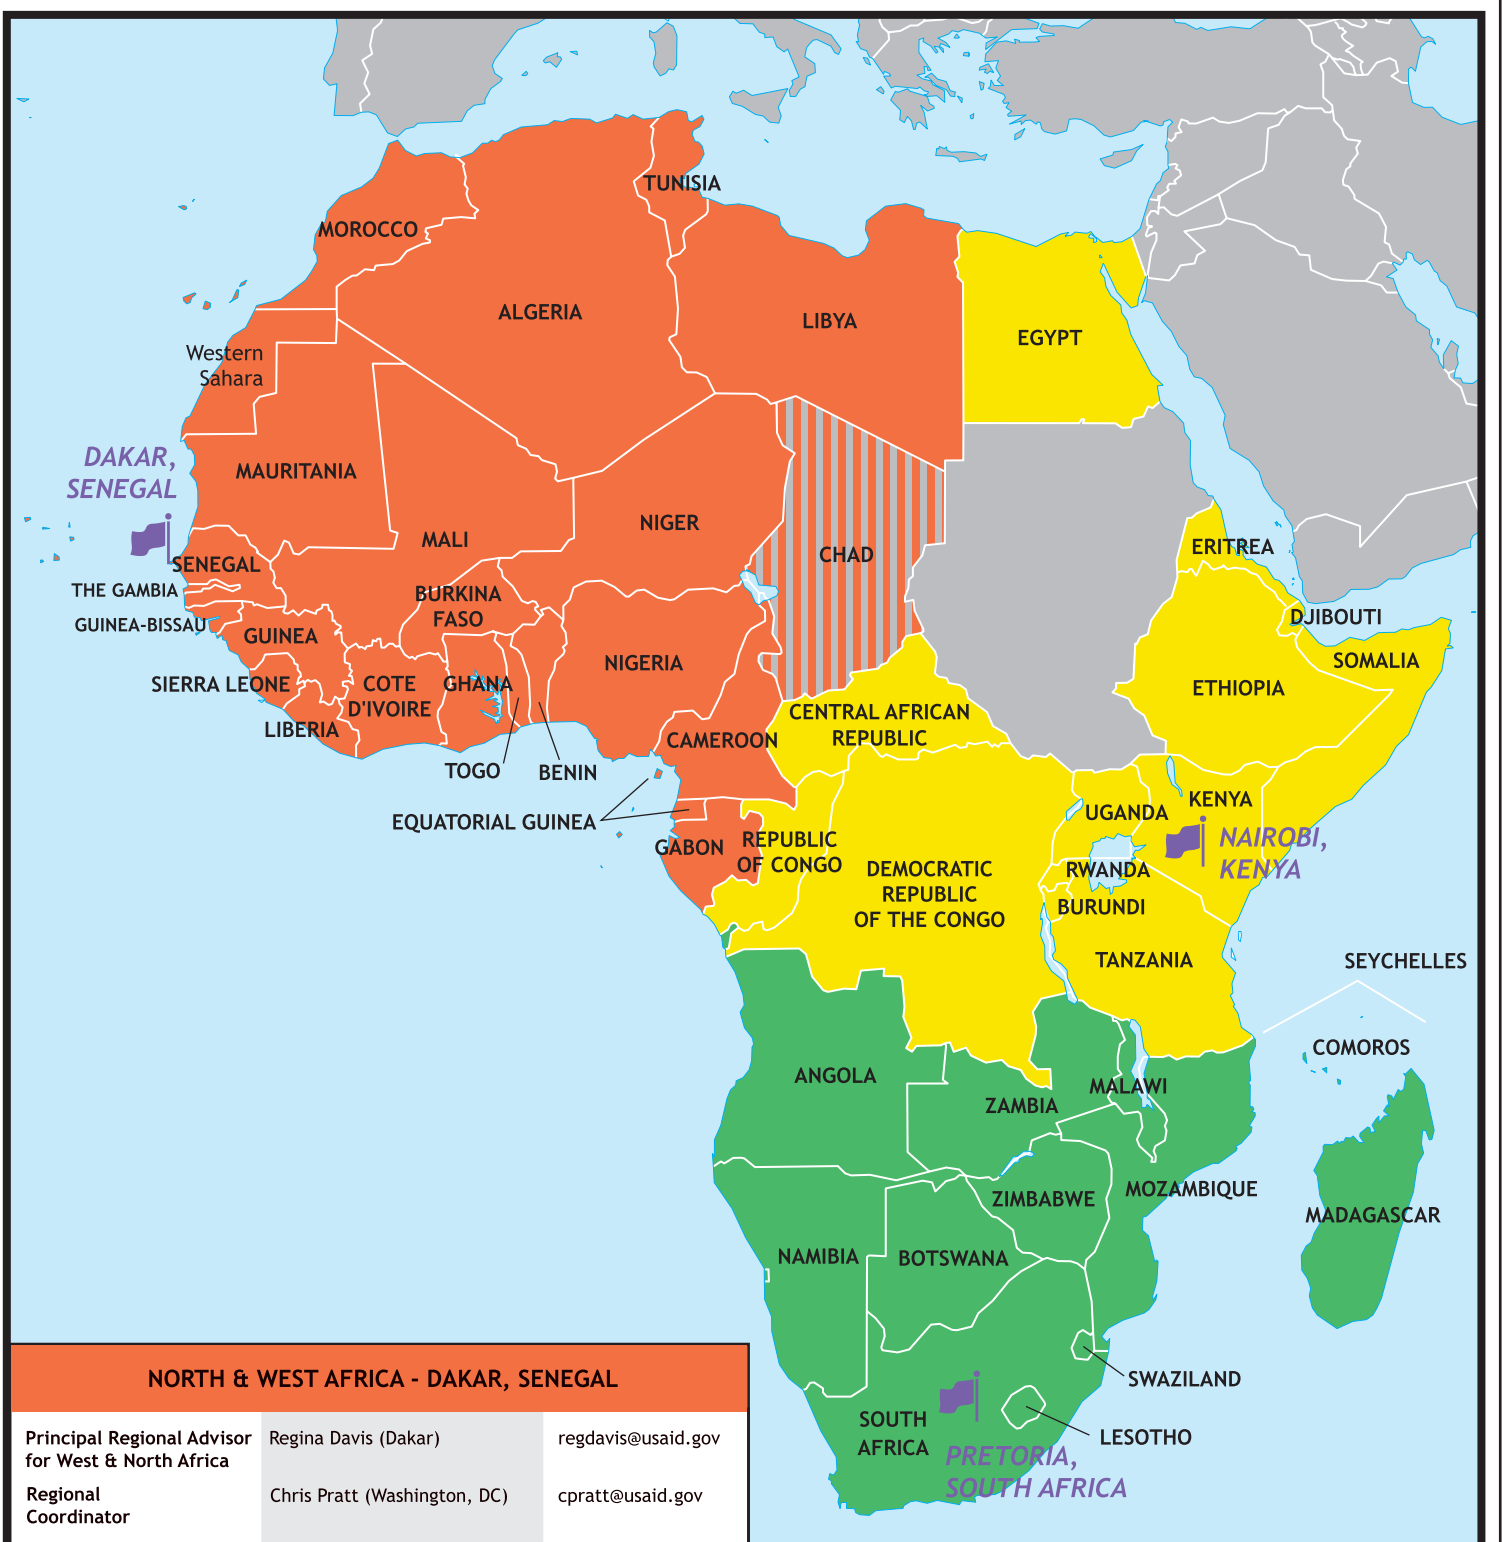 TUNISIA
MOROCCO
ALGERIA
LIBYA
EGYPT
Western
Sahara
DAKAR,
SENEGAL
MAURITANIA
MALI
NIGER
CHAD
ERITREA
SENEGAL
THE GAMBIA
BURKINA
FASO
DJIBOUTI
GUINEA-BISSAU
GUINEA
NIGERIA
SOMALIA
SIERRA LEONE
COTE
D'IVOIRE
GHANA
ETHIOPIA
LIBERIA
CENTRAL AFRICAN
REPUBLIC
CAMEROON
TOGO
BENIN
EQUATORIAL GUINEA
UGANDA
KENYA
GABON
REPUBLIC
OF CONGO
NAIROBI,
KENYA
DEMOCRATIC
REPUBLIC
OF THE CONGO
RWANDA
BURUNDI
TANZANIA
SEYCHELLES
COMOROS
ANGOLA
MALAWI
ZAMBIA
ZIMBABWE
MOZAMBIQUE
MADAGASCAR
NAMIBIA
BOTSWANA
SWAZILAND
SOUTH
AFRICA
LESOTHO
PRETORIA,
SOUTH AFRICA
NORTH & WEST AFRICA - DAKAR, SENEGAL
Principal Regional Advisor
for West & North Africa
Regina Davis (Dakar)
regdavis@usaid.gov
Regional
Coordinator
Chris Pratt (Washington, DC)
cpratt@usaid.gov